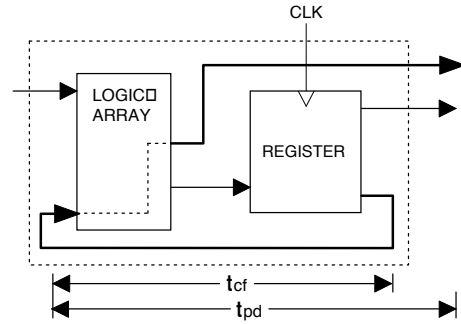 CLK
LOGIC□
ARRAY
REGISTER
tcf
tpd